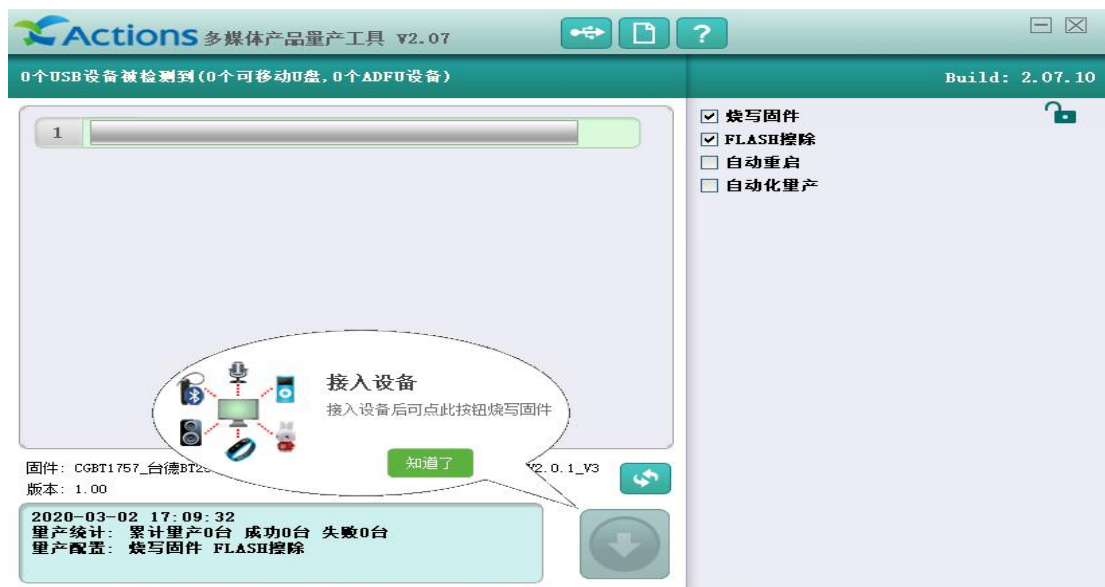 Actions 多媒体产品量产工具 V2.07
?
0个USB设备被检测到(0个可移动U盘,0个ADFU设备)
Build: 2.07.10
1
烧写固件
FLASH擦除
自动重启
自动化量产
接入设备
接入设备后可点此按钮烧写固件
知道了
固件: CGBT1757_台德 V2.0.1_V3
版本: 1.00
2020-03-02 17:09:32
量产统计: 累计量产0台 成功0台 失败0台
量产配置: 烧写固件 FLASH擦除